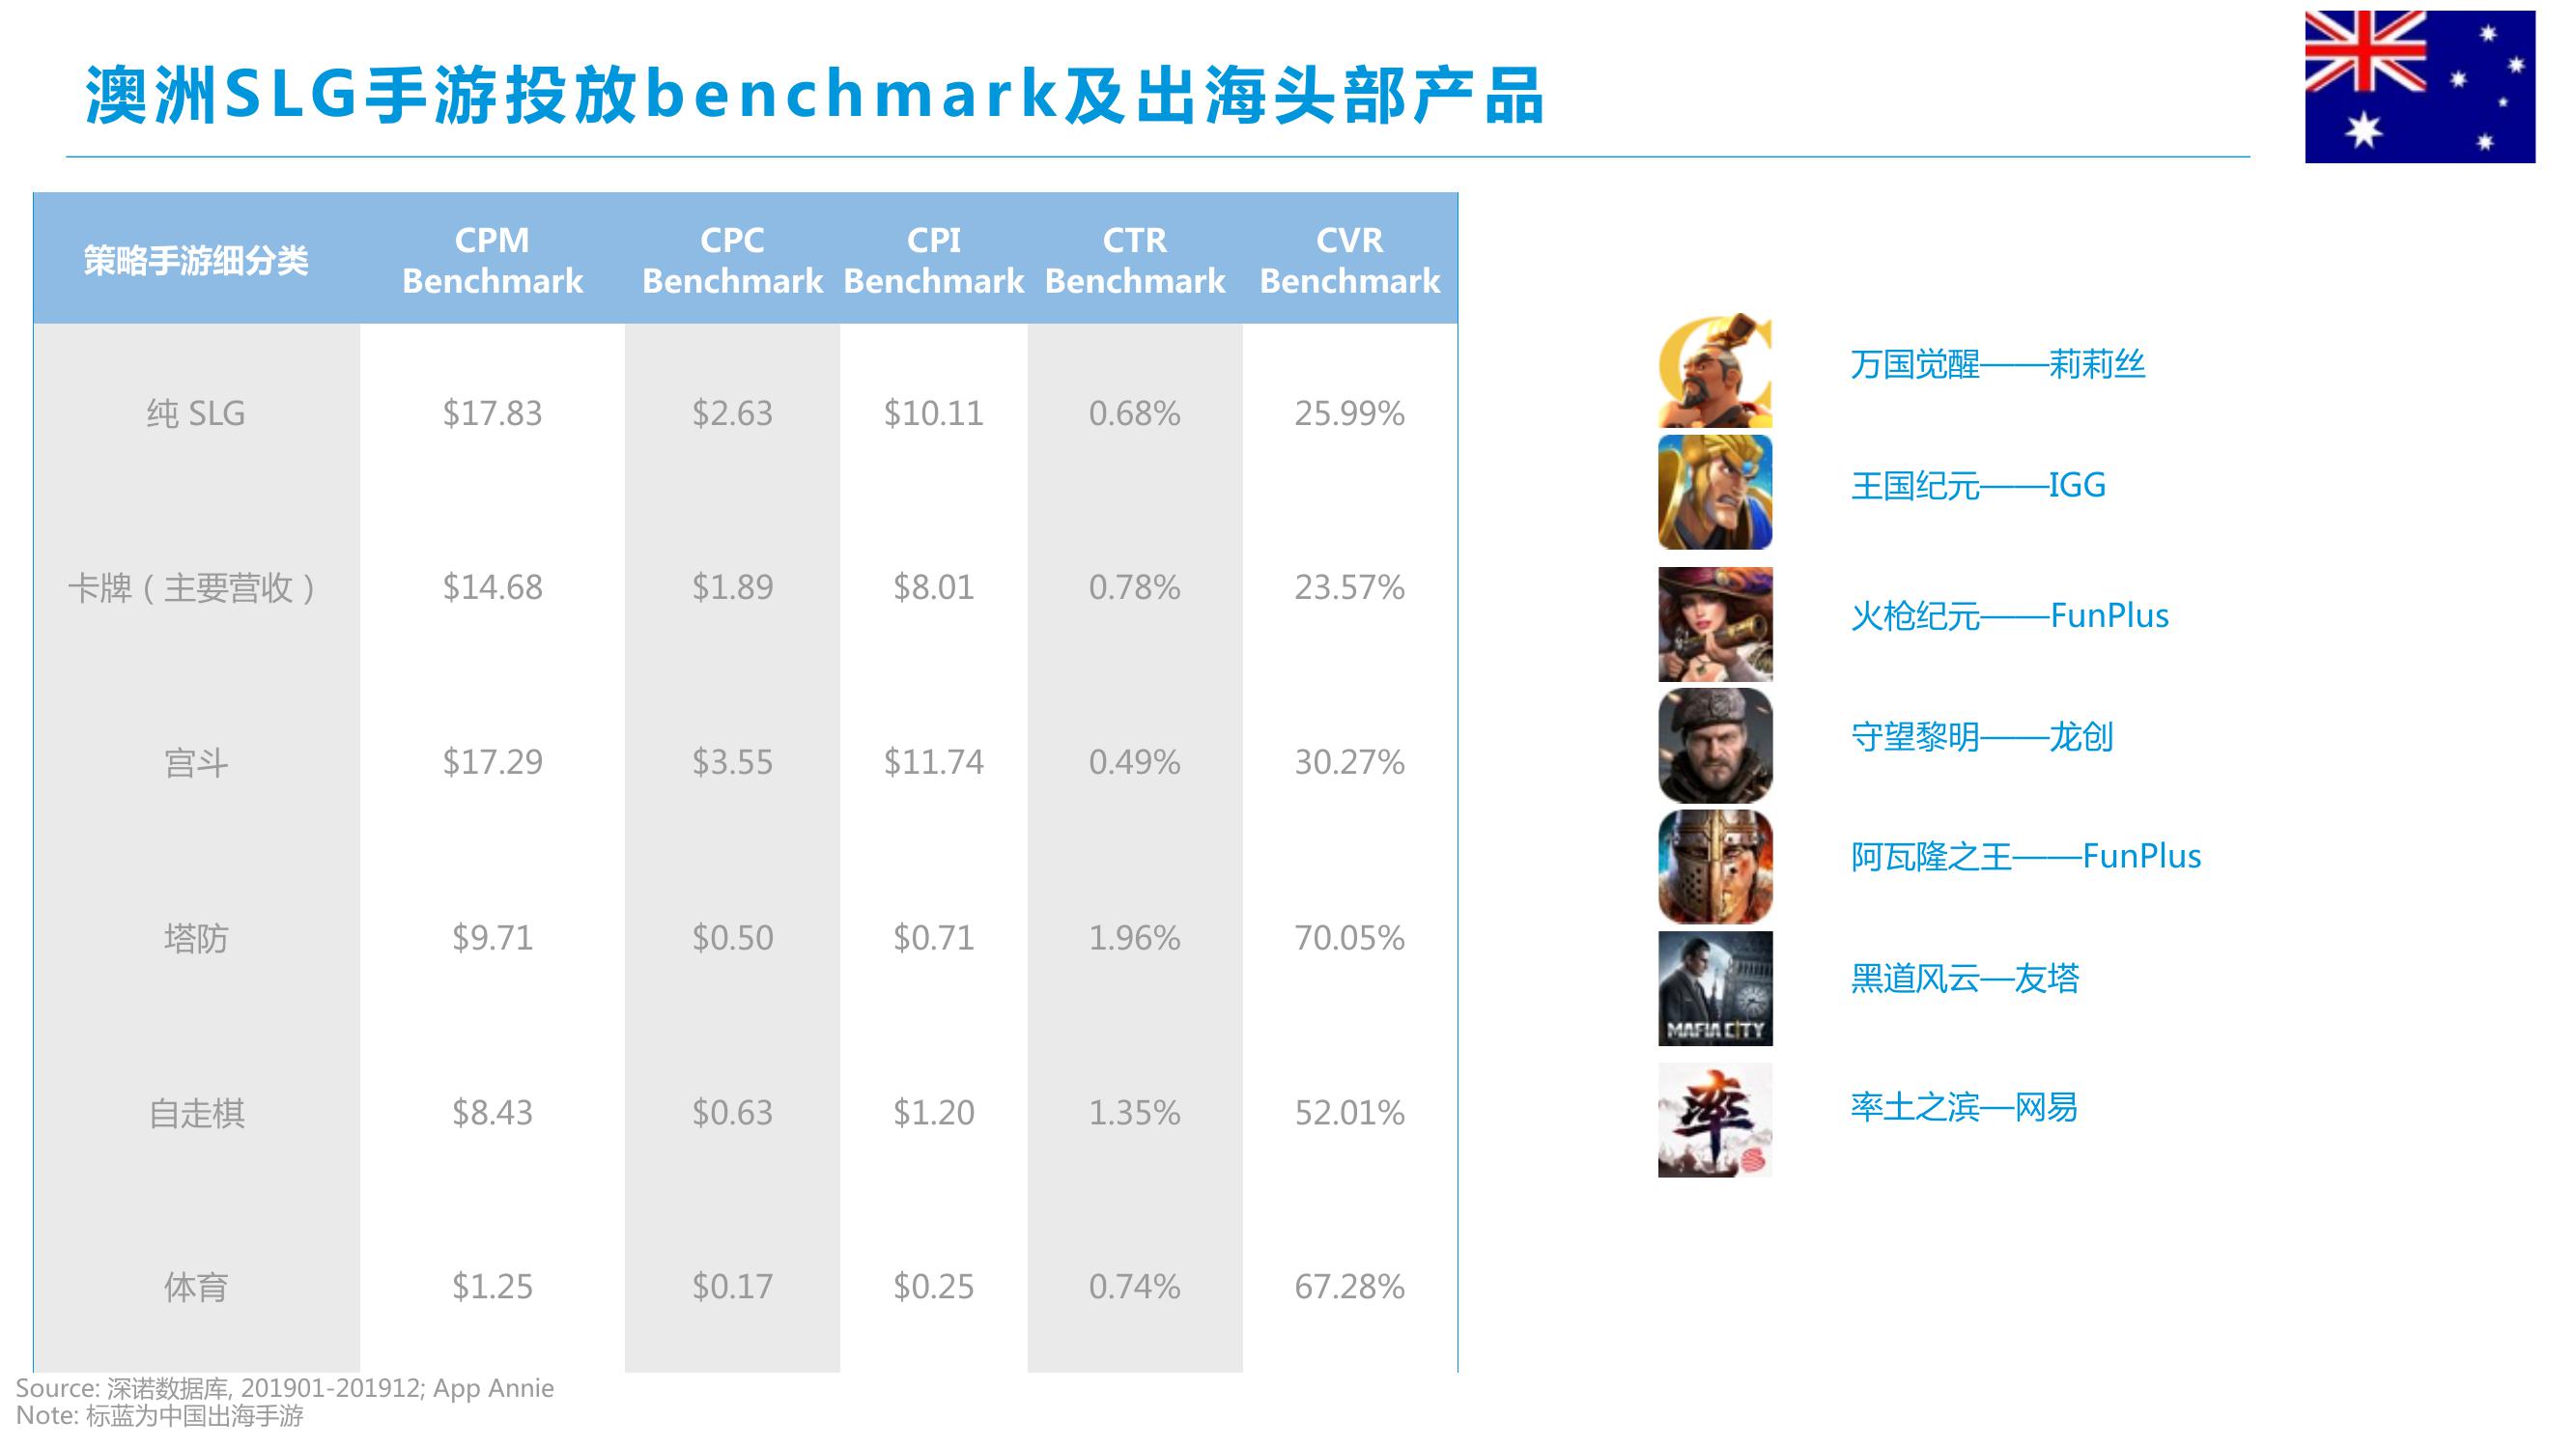 澳洲SLG手游投放benchmark及出海头部产品
策略手游细分类 CPM Benchmark CPC Benchmark CPI Benchmark CTR Benchmark CVR Benchmark
纯 SLG $17.83 $2.63 $10.11 0.68% 25.99%
卡牌（主要营收） $14.68 $1.89 $8.01 0.78% 23.57%
宫斗 $17.29 $3.55 $11.74 0.49% 30.27%
塔防 $9.71 $0.50 $0.71 1.96% 70.05%
自走棋 $8.43 $0.63 $1.20 1.35% 52.01%
体育 $1.25 $0.17 $0.25 0.74% 67.28%
万国觉醒——莉莉丝
王国纪元——IGG
火枪纪元——FunPlus
守望黎明——龙创
阿瓦隆之王——FunPlus
MAFIA CITY
黑道风云—友塔
率
率土之滨—网易
Source: 深诺数据库, 201901-201912; App Annie
Note: 标蓝为中国出海手游